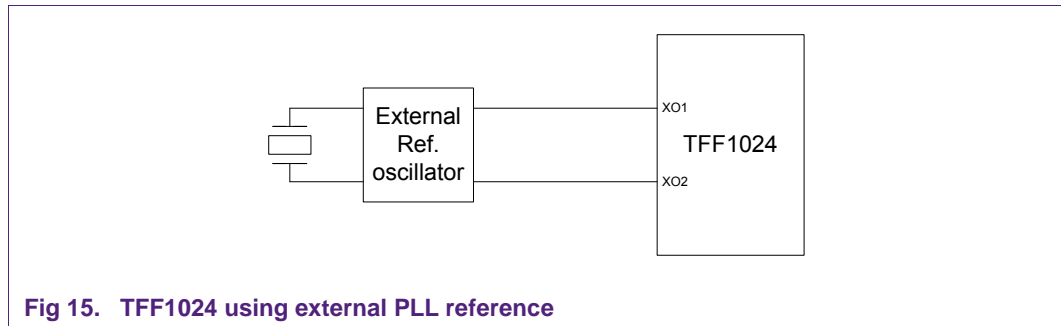 External
Ref.
oscillator
XO1
TFF1024
XO2
Fig 15. TFF1024 using external PLL reference